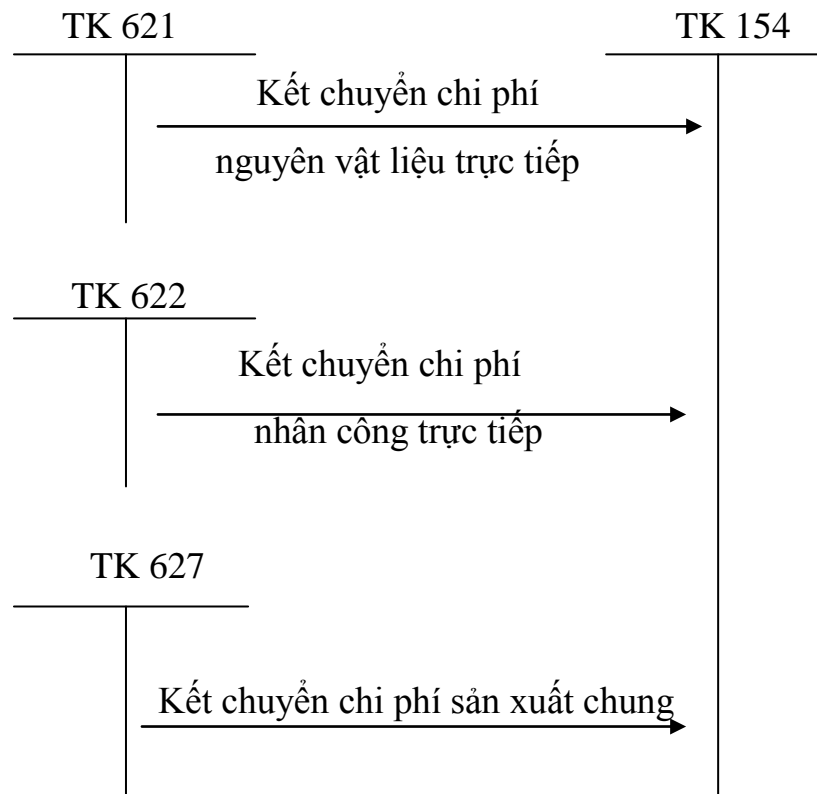 TK 621
TK 154
Kết chuyển chi phí
nguyên vật liệu trực tiếp
TK 622
Kết chuyển chi phí
nhân công trực tiếp
TK 627
Kết chuyển chi phí sản xuất chung